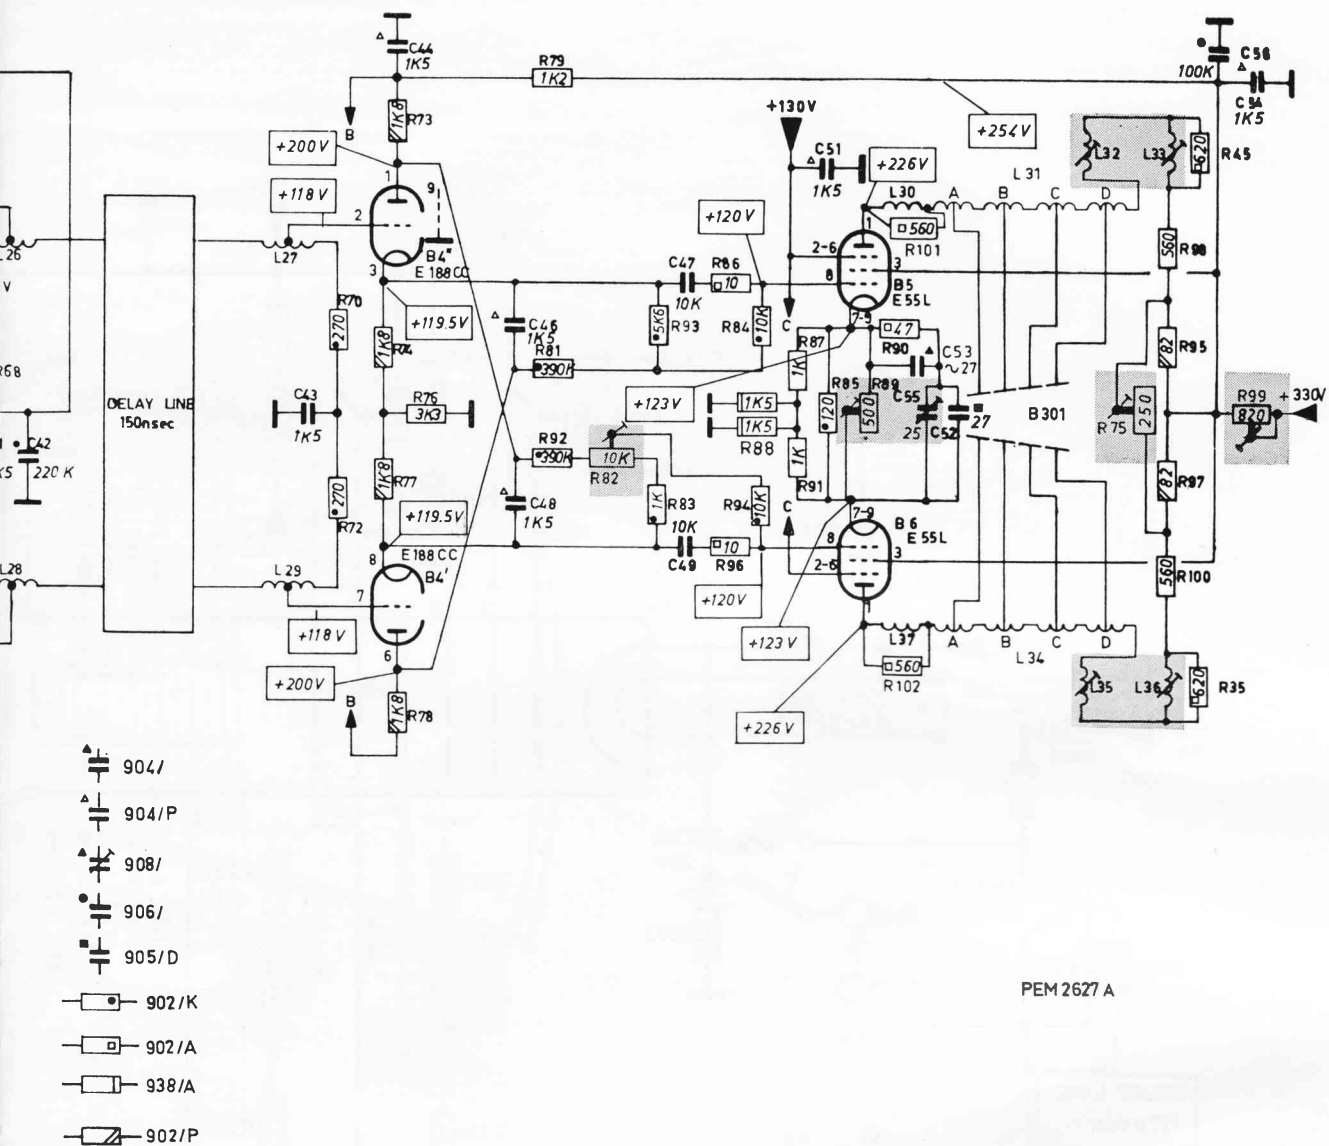 C44
1K5
R79
1K2
C56
100K
C54
1K5
+130V
B
1K8
R73
+254V
+200V
C51
1K5
+226V
L32
L33
620
R45
1
9
L31
+118V
2
+120V
L30
A
B
C
D
560
R101
L26
L27
B4"
E188CC
3
C47
10K
R86
10
2-6
8
1
3
B5
E55L
560
R98
V
R70
270
+119.5V
C46
1K5
5K6
R93
R84
10K
C
7-9
47
R90
R87
1K
C53
~27
82
R95
R68
1K8
R74
R81
390K
DELAY LINE
150nsec
C43
1K5
R76
3K3
+123V
1K5
1K5
R88
R85
120
R89
500
C55
25
C52
27
B301
R75
250
R99
820
+330V
C42
220K
K5
R92
390K
10K
R82
1K
R91
82
R97
270
R72
1K8
R77
C48
1K5
1K
R83
R94
10K
+119.5V
C
7-9
B6
E55L
8
E188CC
B4'
10K
C49
10
R96
8
2-6
3
560
R100
L28
L29
7
+120V
+118V
+123V
L37
A
B
C
D
L34
6
560
R102
+200V
L35
L36
620
R35
B
1K8
R78
+226V
904/
904/P
908/
906/
905/D
902/K
902/A
938/A
902/P
PEM 2627 A